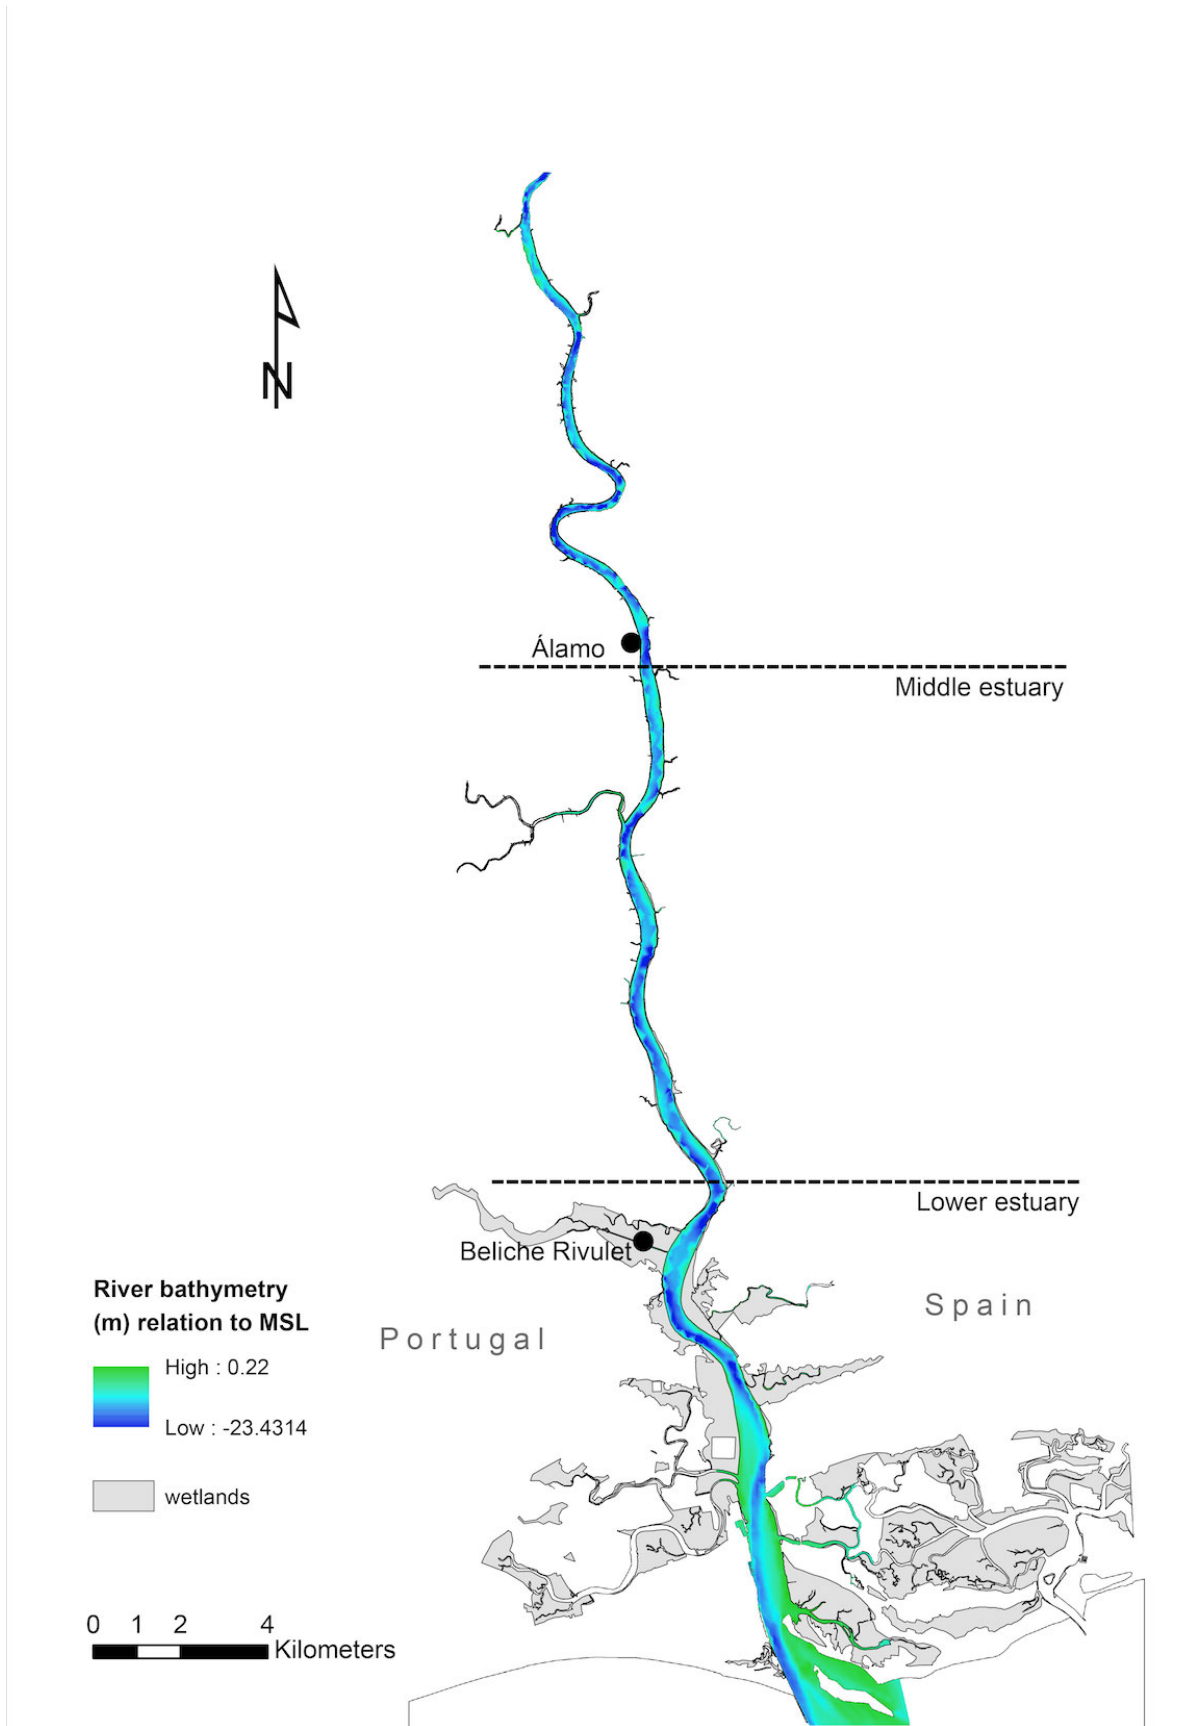 N
Álamo
Middle estuary
Lower estuary
Beliche Rivulet
Spain
Portugal
River bathymetry
(m) relation to MSL
High : 0.22
Low : -23.4314
wetlands
0 1 2 4
Kilometers